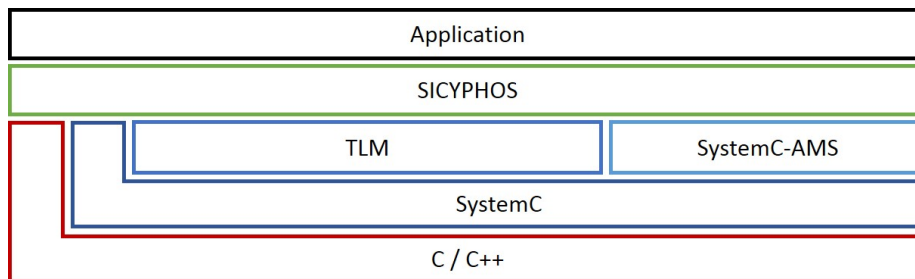 Application
SICYPHOS
TLM
SystemC-AMS
SystemC
C / C++